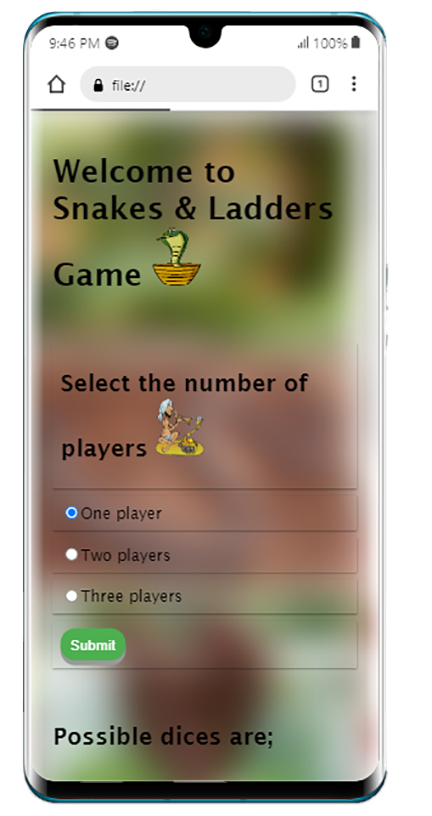 9:46 PM 100%
file:// 1
Welcome to
Snakes & Ladders
Game
Select the number of
players
One player
Two players
Three players
Submit
Possible dices are;